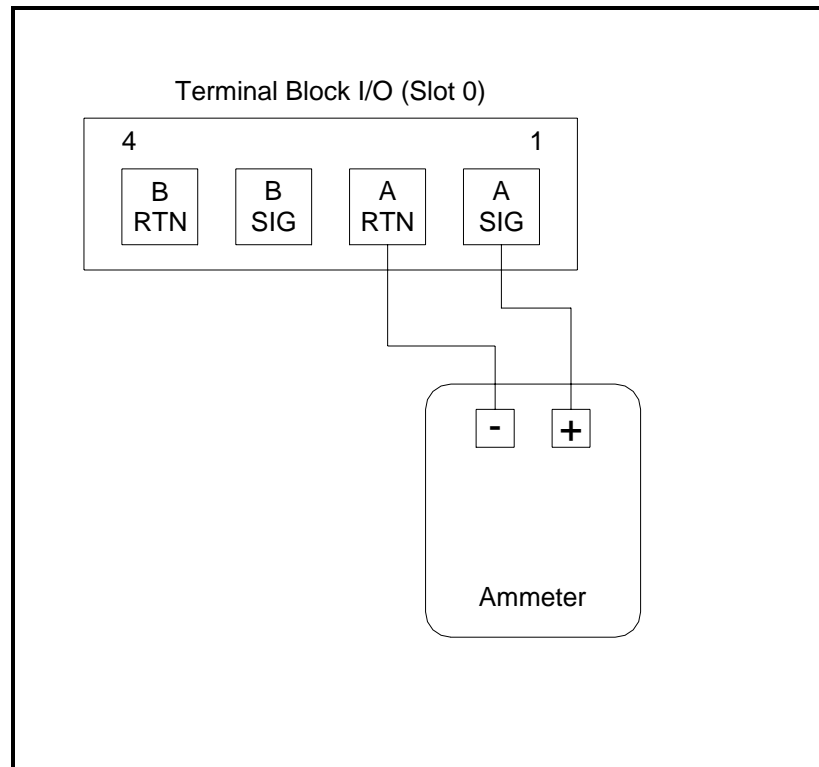 Terminal Block I/O (Slot 0)
4 1
B RTN B SIG A RTN A SIG
- +
Ammeter